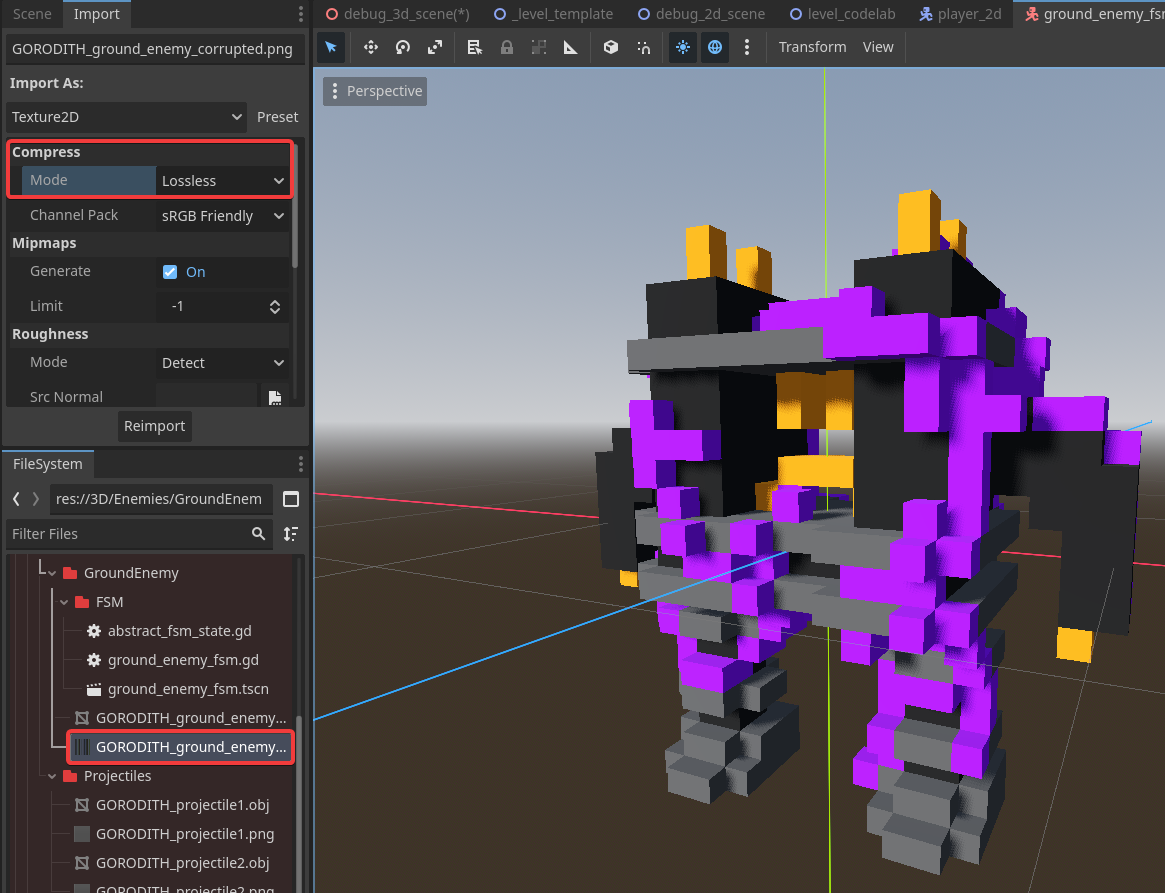 Scene Import
debug_3d_scene(*) _level_template debug_2d_scene level_codelab player_2d ground_enemy_fsm
GORODITH_ground_enemy_corrupted.png
Transform View
Import As:
Perspective
Texture2D Preset
Compress
Mode Lossless
Channel Pack sRGB Friendly
Mipmaps
Generate On
Limit -1
Roughness
Mode Detect
Src Normal
Reimport
FileSystem
res://3D/Enemies/GroundEnem
Filter Files
GroundEnemy
FSM
abstract_fsm_state.gd
ground_enemy_fsm.gd
ground_enemy_fsm.tscn
GORODITH_ground_enemy...
GORODITH_ground_enemy...
Projectiles
GORODITH_projectile1.obj
GORODITH_projectile1.png
GORODITH_projectile2.obj
GORODITH_projectile2.png